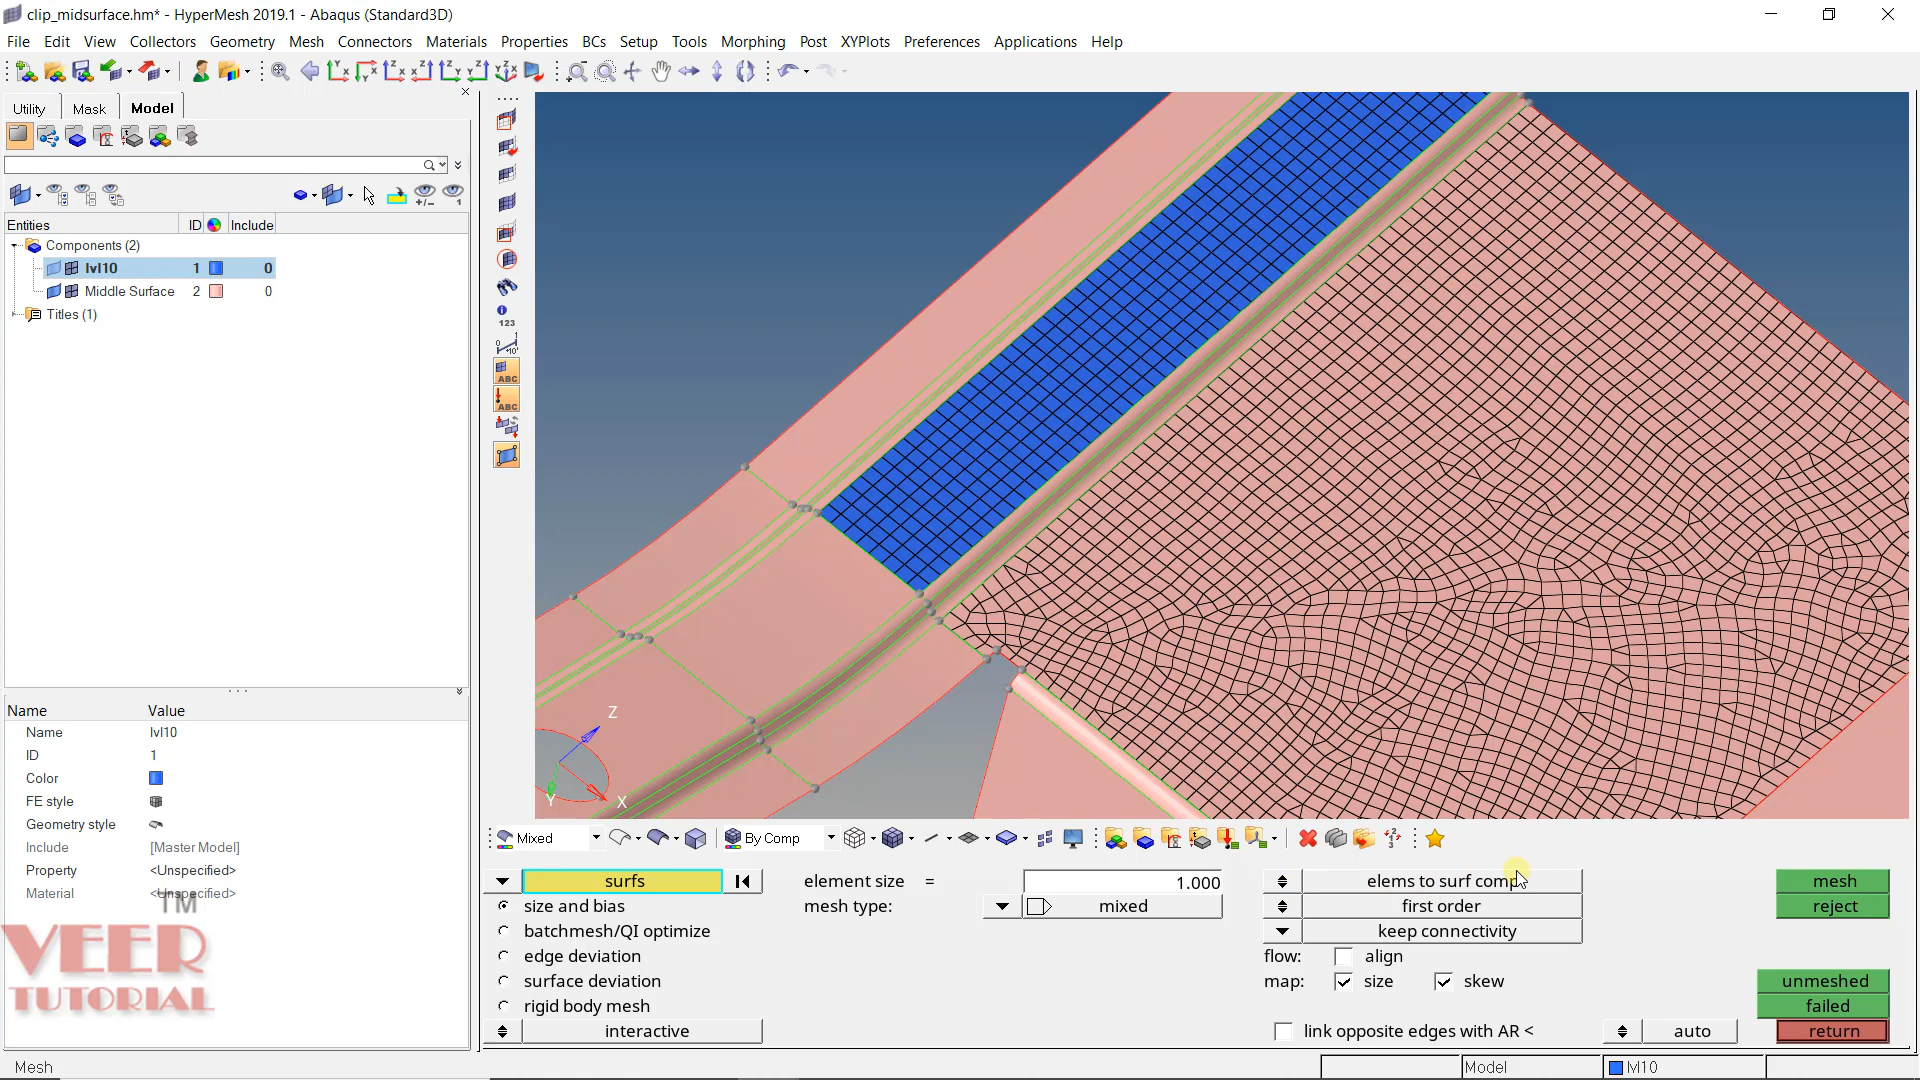 clip_midsurface.hm* - HyperMesh 2019.1 - Abaqus (Standard3D)
File Edit View Collectors Geometry Mesh Connectors Materials Properties BCs Setup Tools Morphing Post XYPlots Preferences Applications Help
Utility Mask Model
Entities ID Include
Components (2)
lvl10 1 0
Middle Surface 2 0
Titles (1)
Name Value
Name lvl10
ID 1
Color
FE style
Geometry style
Include [Master Model]
Property <Unspecified>
Material <Unspecified>
TM
VEER
TUTORIAL
123
ABC
ABC
Z
Y
X
Mixed By Comp
surfs
size and bias
batchmesh/QI optimize
edge deviation
surface deviation
rigid body mesh
interactive
element size = 1.000
mesh type: mixed
elems to surf comp
first order
keep connectivity
flow: align
map: size skew
link opposite edges with AR < auto
mesh
reject
unmeshed
failed
return
Mesh Model lvl10